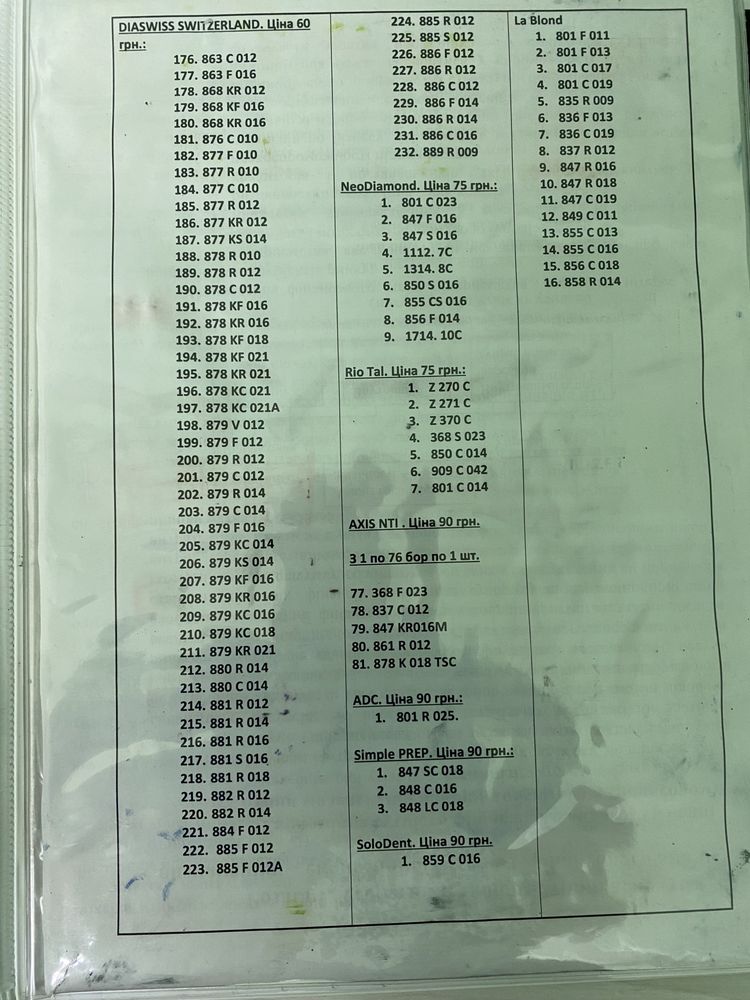 DIASWISS SWITZERLAND. Ціна 60
грн.:
176. 863 C 012
177. 863 F 016
178. 868 KR 012
179. 868 KF 016
180. 868 KR 016
181. 876 C 010
182. 877 F 010
183. 877 R 010
184. 877 C 010
185. 877 R 012
186. 877 KR 012
187. 877 KS 014
188. 878 R 010
189. 878 R 012
190. 878 C 012
191. 878 KF 016
192. 878 KR 016
193. 878 KF 018
194. 878 KF 021
195. 878 KR 021
196. 878 KC 021
197. 878 KC 021A
198. 879 V 012
199. 879 F 012
200. 879 R 012
201. 879 C 012
202. 879 R 014
203. 879 C 014
204. 879 F 016
205. 879 KC 014
206. 879 KS 014
207. 879 KF 016
208. 879 KR 016
209. 879 KC 016
210. 879 KC 018
211. 879 KR 021
212. 880 R 014
213. 880 C 014
214. 881 R 012
215. 881 R 014
216. 881 R 016
217. 881 S 016
218. 881 R 018
219. 882 R 012
220. 882 R 014
221. 884 F 012
222. 885 F 012
223. 885 F 012A
224. 885 R 012
225. 885 S 012
226. 886 F 012
227. 886 R 012
228. 886 C 012
229. 886 F 014
230. 886 R 014
231. 886 C 016
232. 889 R 009
NeoDiamond. Ціна 75 грн.:
1. 801 C 023
2. 847 F 016
3. 847 S 016
4. 1112. 7C
5. 1314. 8C
6. 850 S 016
7. 855 CS 016
8. 856 F 014
9. 1714. 10C
Rio Tal. Ціна 75 грн.:
1. Z 270 C
2. Z 271 C
3. Z 370 C
4. 368 S 023
5. 850 C 014
6. 909 C 042
7. 801 C 014
AXIS NTI . Ціна 90 грн.
З 1 по 76 бор по 1 шт.
77. 368 F 023
78. 837 C 012
79. 847 KR016M
80. 861 R 012
81. 878 K 018 TSC
ADC. Ціна 90 грн.:
1. 801 R 025.
Simple PREP. Ціна 90 грн.:
1. 847 SC 018
2. 848 C 016
3. 848 LC 018
SoloDent. Ціна 90 грн.
1. 859 C 016
La Blond
1. 801 F 011
2. 801 F 013
3. 801 C 017
4. 801 C 019
5. 835 R 009
6. 836 F 013
7. 836 C 019
8. 837 R 012
9. 847 R 016
10. 847 R 018
11. 847 C 019
12. 849 C 011
13. 855 C 013
14. 855 C 016
15. 856 C 018
16. 858 R 014